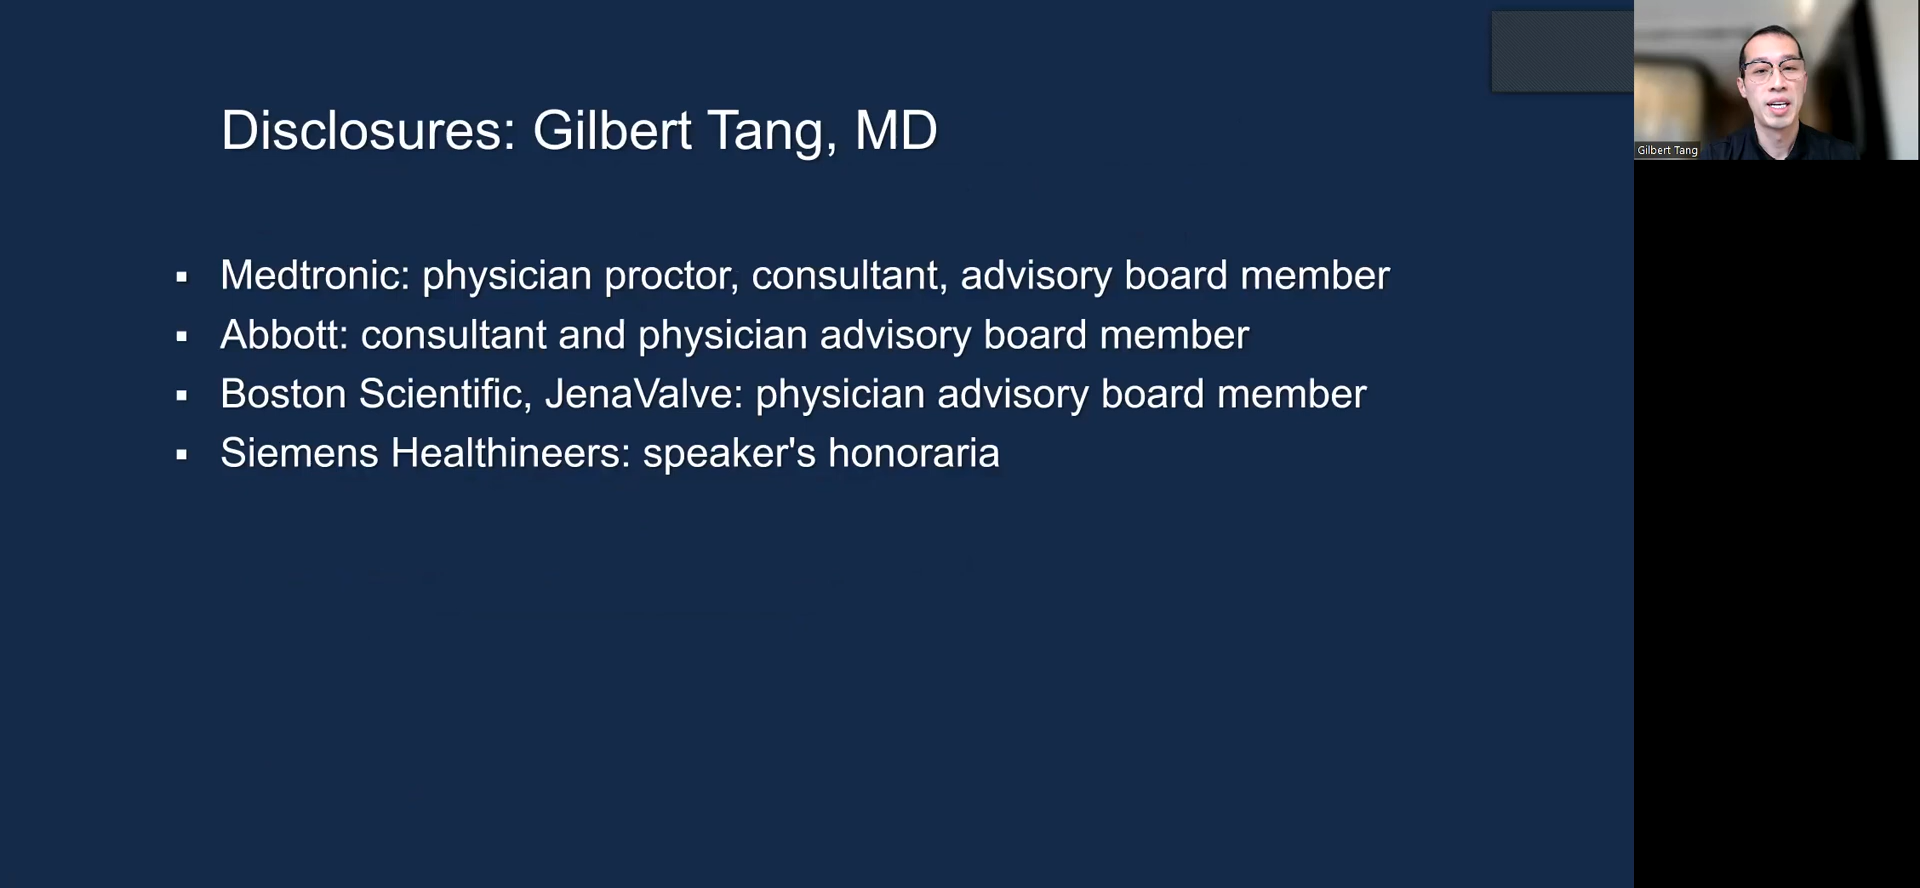 Disclosures: Gilbert Tang, MD
▪ Medtronic: physician proctor, consultant, advisory board member
▪ Abbott: consultant and physician advisory board member
▪ Boston Scientific, JenaValve: physician advisory board member
▪ Siemens Healthineers: speaker's honoraria
Gilbert Tang